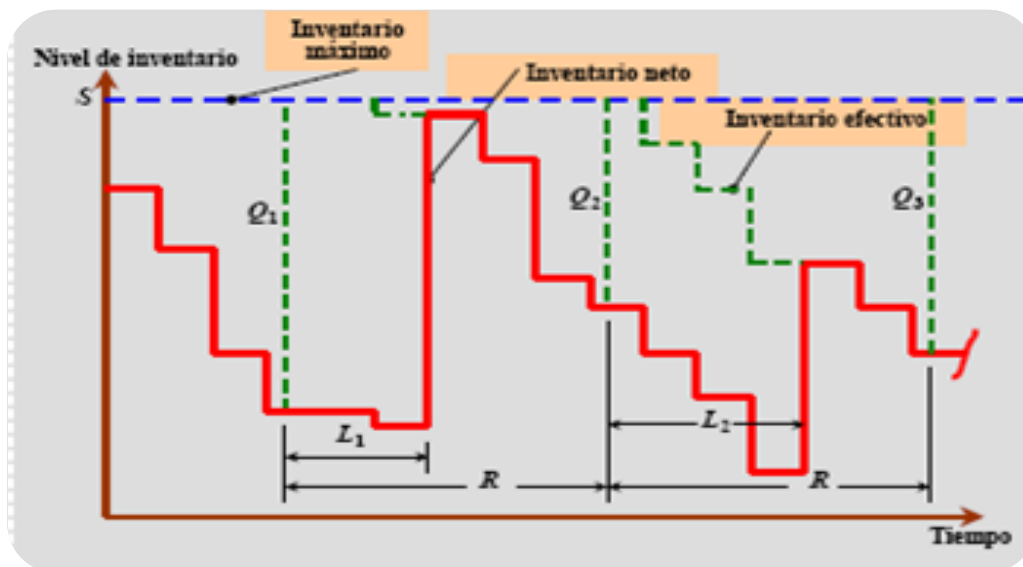 Inventario
máximo
Nivel de inventario
Inventario neto
S
Inventario efectivo
Q₁
Q₂
Q₃
L₁
L₂
R
R
Tiempo